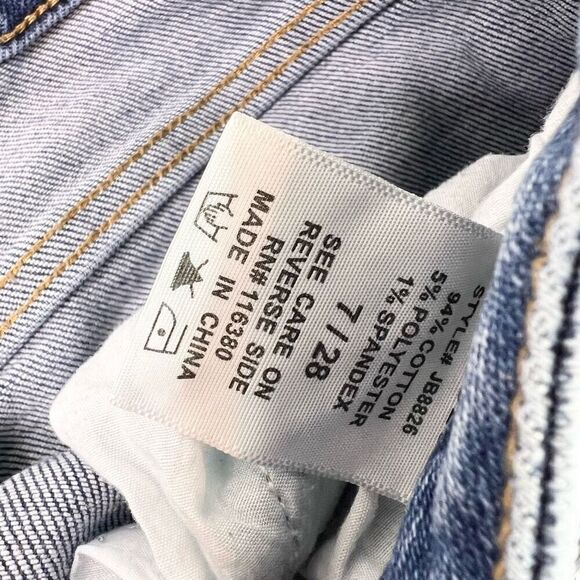 STYLE# JB8826
94% COTTON
5% POLYESTER
1% SPANDEX
7/28
SEE CARE ON
REVERSE SIDE
RN# 116380
MADE IN CHINA